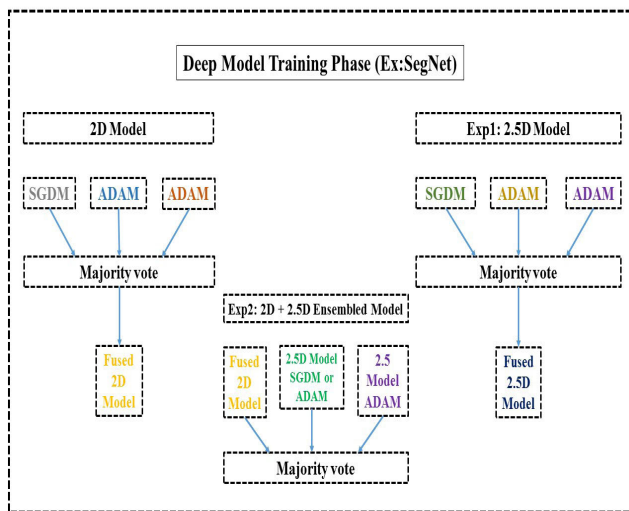 Deep Model Training Phase (Ex:SegNet)
2D Model
Exp1: 2.5D Model
SGDM
ADAM
ADAM
SGDM
ADAM
ADAM
Majority vote
Majority vote
Exp2: 2D + 2.5D Ensembled Model
Fused
2D
Model
Fused
2D
Model
2.5D Model
SGDM or
ADAM
2.5
Model
ADAM
Fused
2.5D
Model
Majority vote